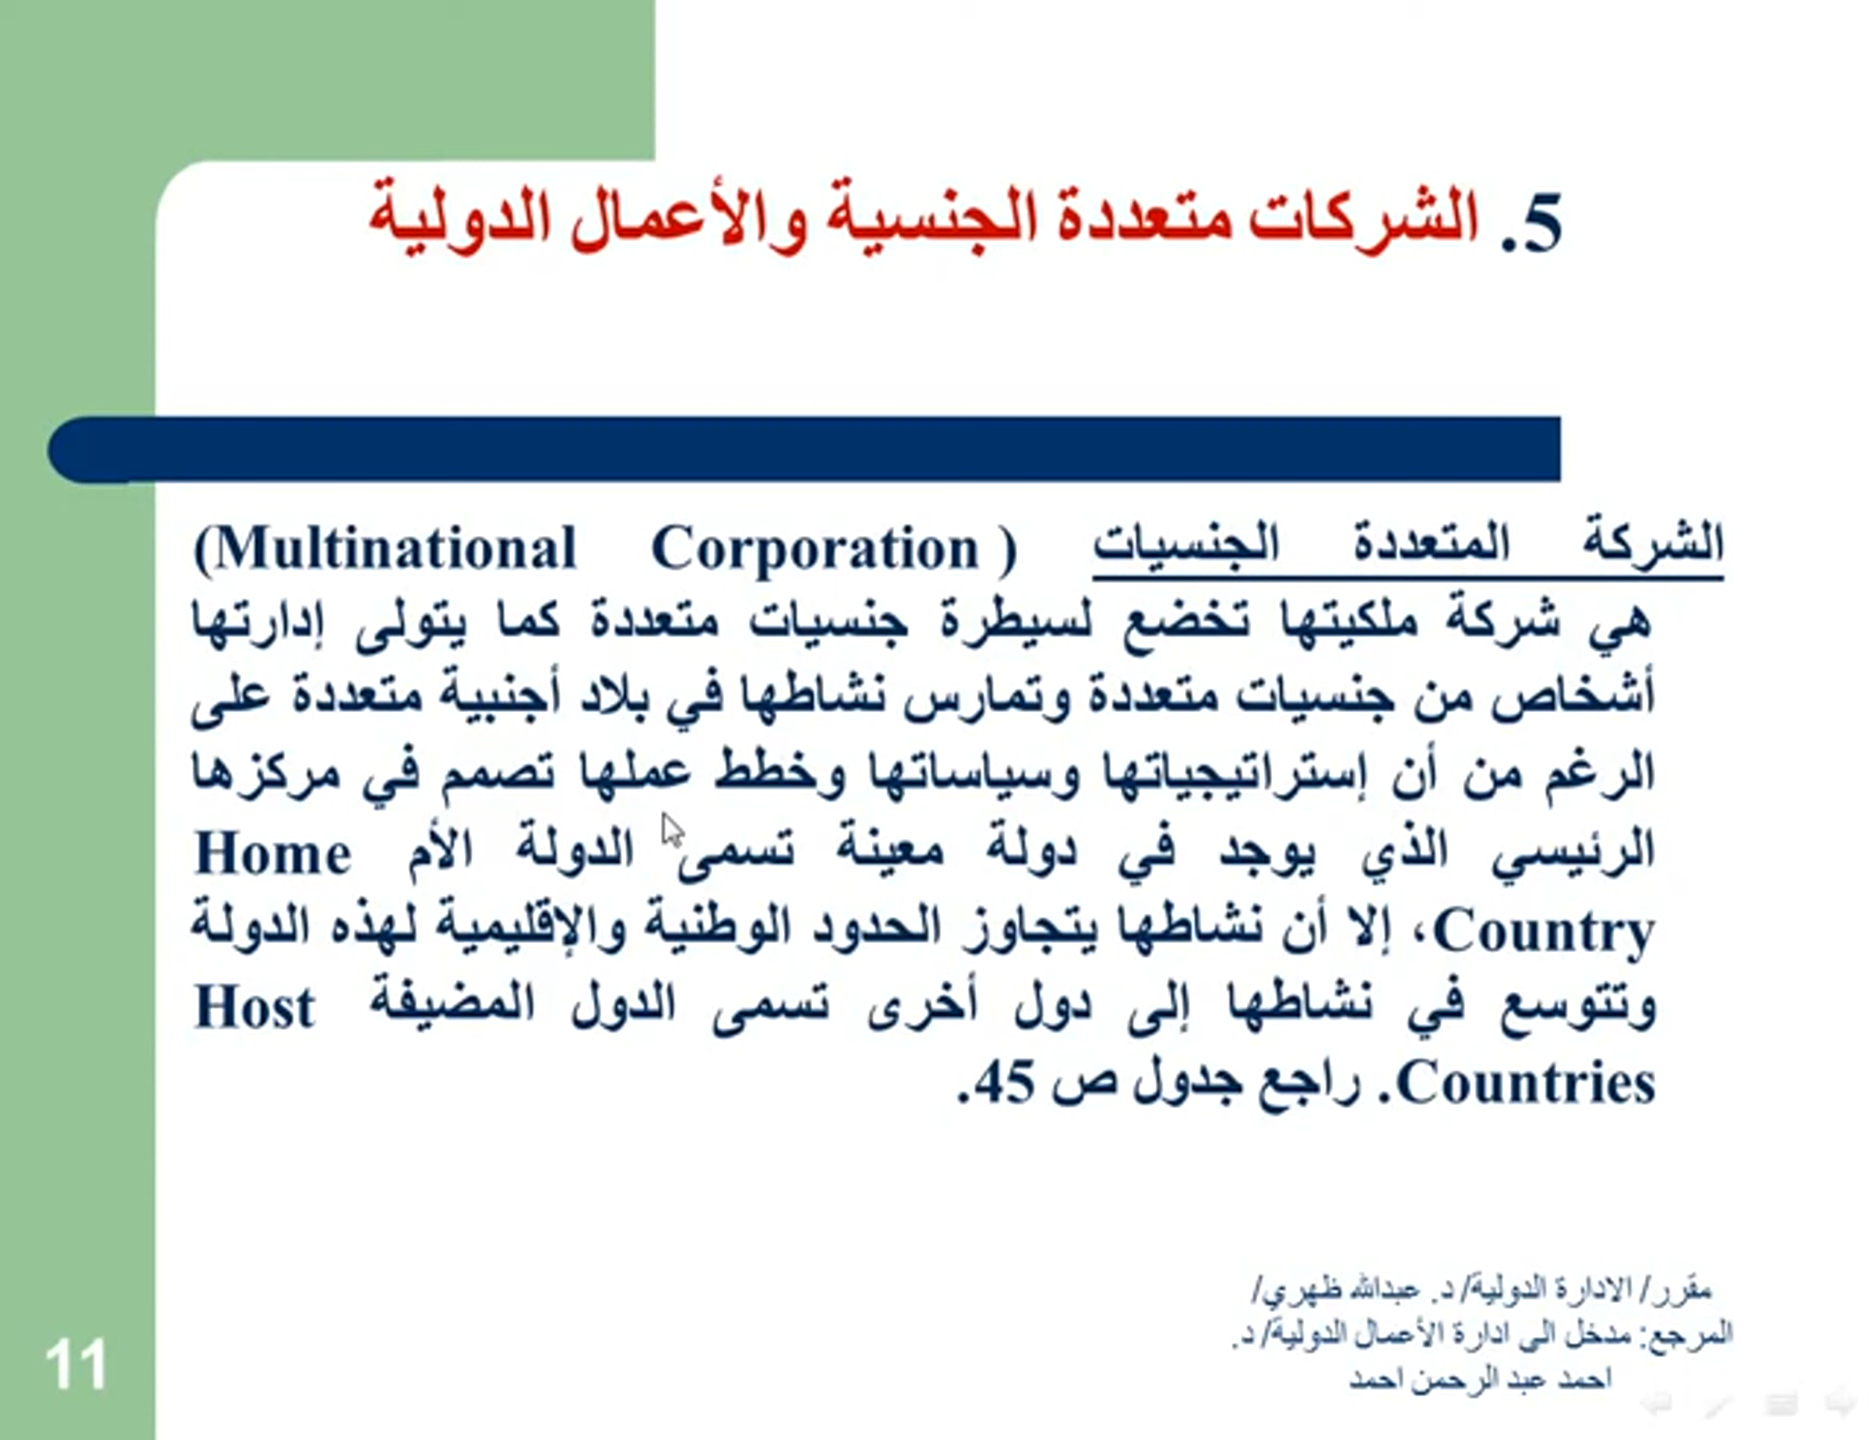 5. الشركات متعددة الجنسية والأعمال الدولية
الشركة المتعددة الجنسيات (Multinational Corporation )
هي شركة ملكيتها تخضع لسيطرة جنسيات متعددة كما يتولى إدارتها
أشخاص من جنسيات متعددة وتمارس نشاطها في بلاد أجنبية متعددة على
الرغم من أن إستراتيجياتها وسياساتها وخطط عملها تصمم في مركزها
الرئيسي الذي يوجد في دولة معينة تسمى الدولة الأم Home
Country، إلا أن نشاطها يتجاوز الحدود الوطنية والإقليمية لهذه الدولة
وتتوسع في نشاطها إلى دول أخرى تسمى الدول المضيفة Host
Countries. راجع جدول ص 45.
مقرر/ الادارة الدولية/ د. عبدالله ظهري/
المرجع: مدخل الى ادارة الأعمال الدولية/ د.
احمد عبد الرحمن احمد
11